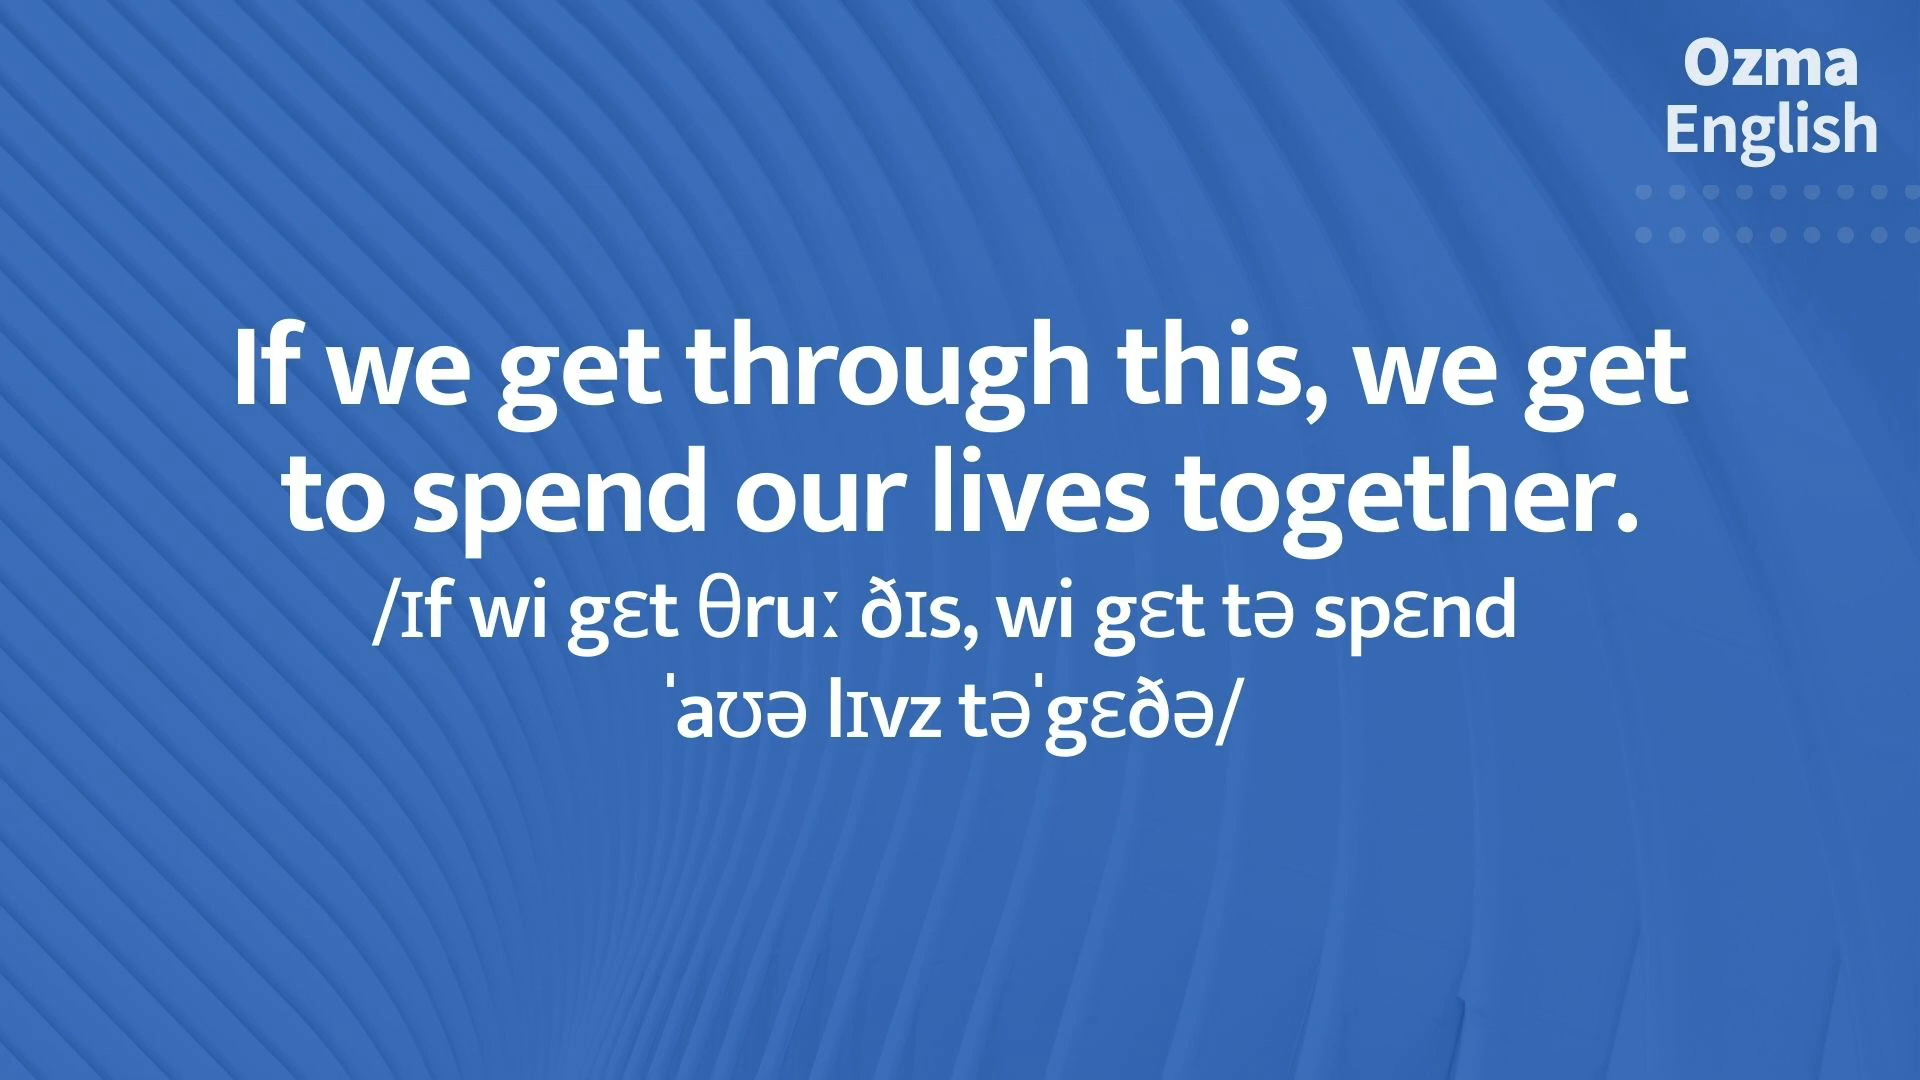 Ozma
English
If we get through this, we get
to spend our lives together.
/ɪf wi gɛt θruː ðɪs, wi gɛt tə spɛnd
ˈaʊə lɪvz təˈgɛðə/